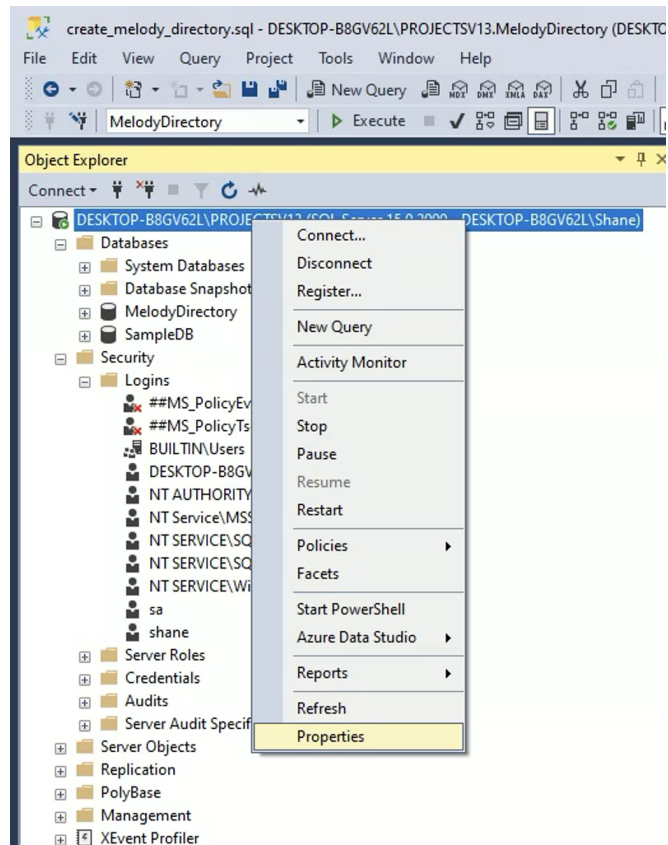 create_melody_directory.sql - DESKTOP-B8GV62L\PROJECTSV13.MelodyDirectory (DESKTO
File Edit View Query Project Tools Window Help
New Query MDX DMX XMLA DAX
MelodyDirectory Execute
Object Explorer
Connect
DESKTOP-B8GV62L\PROJECTSV13 (SQL Server 15.0.2000 - DESKTOP-B8GV62L\Shane)
Databases
System Databases
Database Snapshot
MelodyDirectory
SampleDB
Security
Logins
##MS_PolicyEv
##MS_PolicyTs
BUILTIN\Users
DESKTOP-B8GV
NT AUTHORITY
NT Service\MSS
NT SERVICE\SQ
NT SERVICE\SQ
NT SERVICE\Wi
sa
shane
Server Roles
Credentials
Audits
Server Audit Specif
Server Objects
Replication
PolyBase
Management
XEvent Profiler
Connect...
Disconnect
Register...
New Query
Activity Monitor
Start
Stop
Pause
Resume
Restart
Policies
Facets
Start PowerShell
Azure Data Studio
Reports
Refresh
Properties